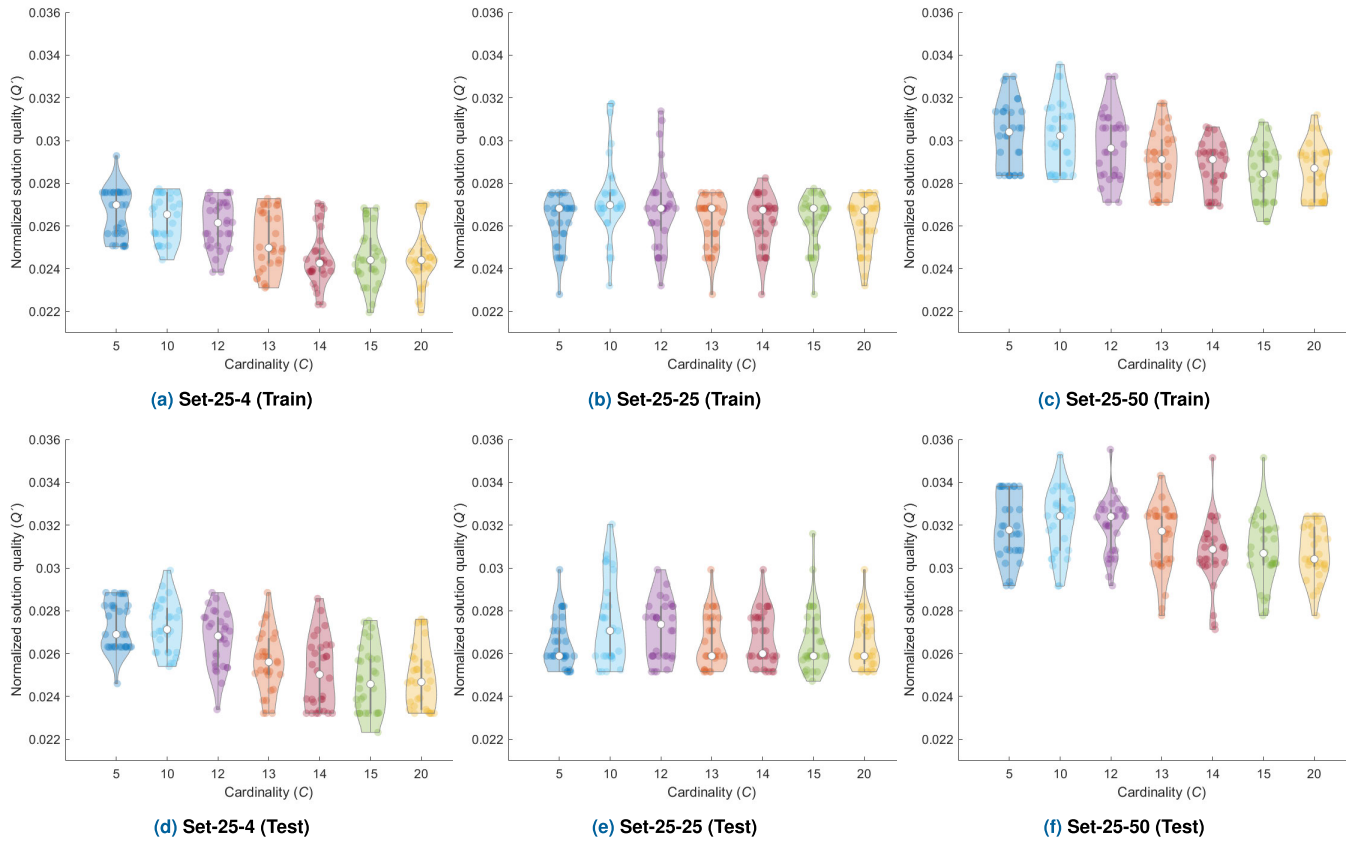 0.036
0.034
0.032
0.03
0.028
0.026
0.024
0.022
Normalized solution quality (Q´)
5 10 12 13 14 15 20
Cardinality (C)
(a) Set-25-4 (Train)
0.036
0.034
0.032
0.03
0.028
0.026
0.024
0.022
Normalized solution quality (Q´)
5 10 12 13 14 15 20
Cardinality (C)
(b) Set-25-25 (Train)
0.036
0.034
0.032
0.03
0.028
0.026
0.024
0.022
Normalized solution quality (Q´)
5 10 12 13 14 15 20
Cardinality (C)
(c) Set-25-50 (Train)
0.036
0.034
0.032
0.03
0.028
0.026
0.024
0.022
Normalized solution quality (Q´)
5 10 12 13 14 15 20
Cardinality (C)
(d) Set-25-4 (Test)
0.036
0.034
0.032
0.03
0.028
0.026
0.024
0.022
Normalized solution quality (Q´)
5 10 12 13 14 15 20
Cardinality (C)
(e) Set-25-25 (Test)
0.036
0.034
0.032
0.03
0.028
0.026
0.024
0.022
Normalized solution quality (Q´)
5 10 12 13 14 15 20
Cardinality (C)
(f) Set-25-50 (Test)